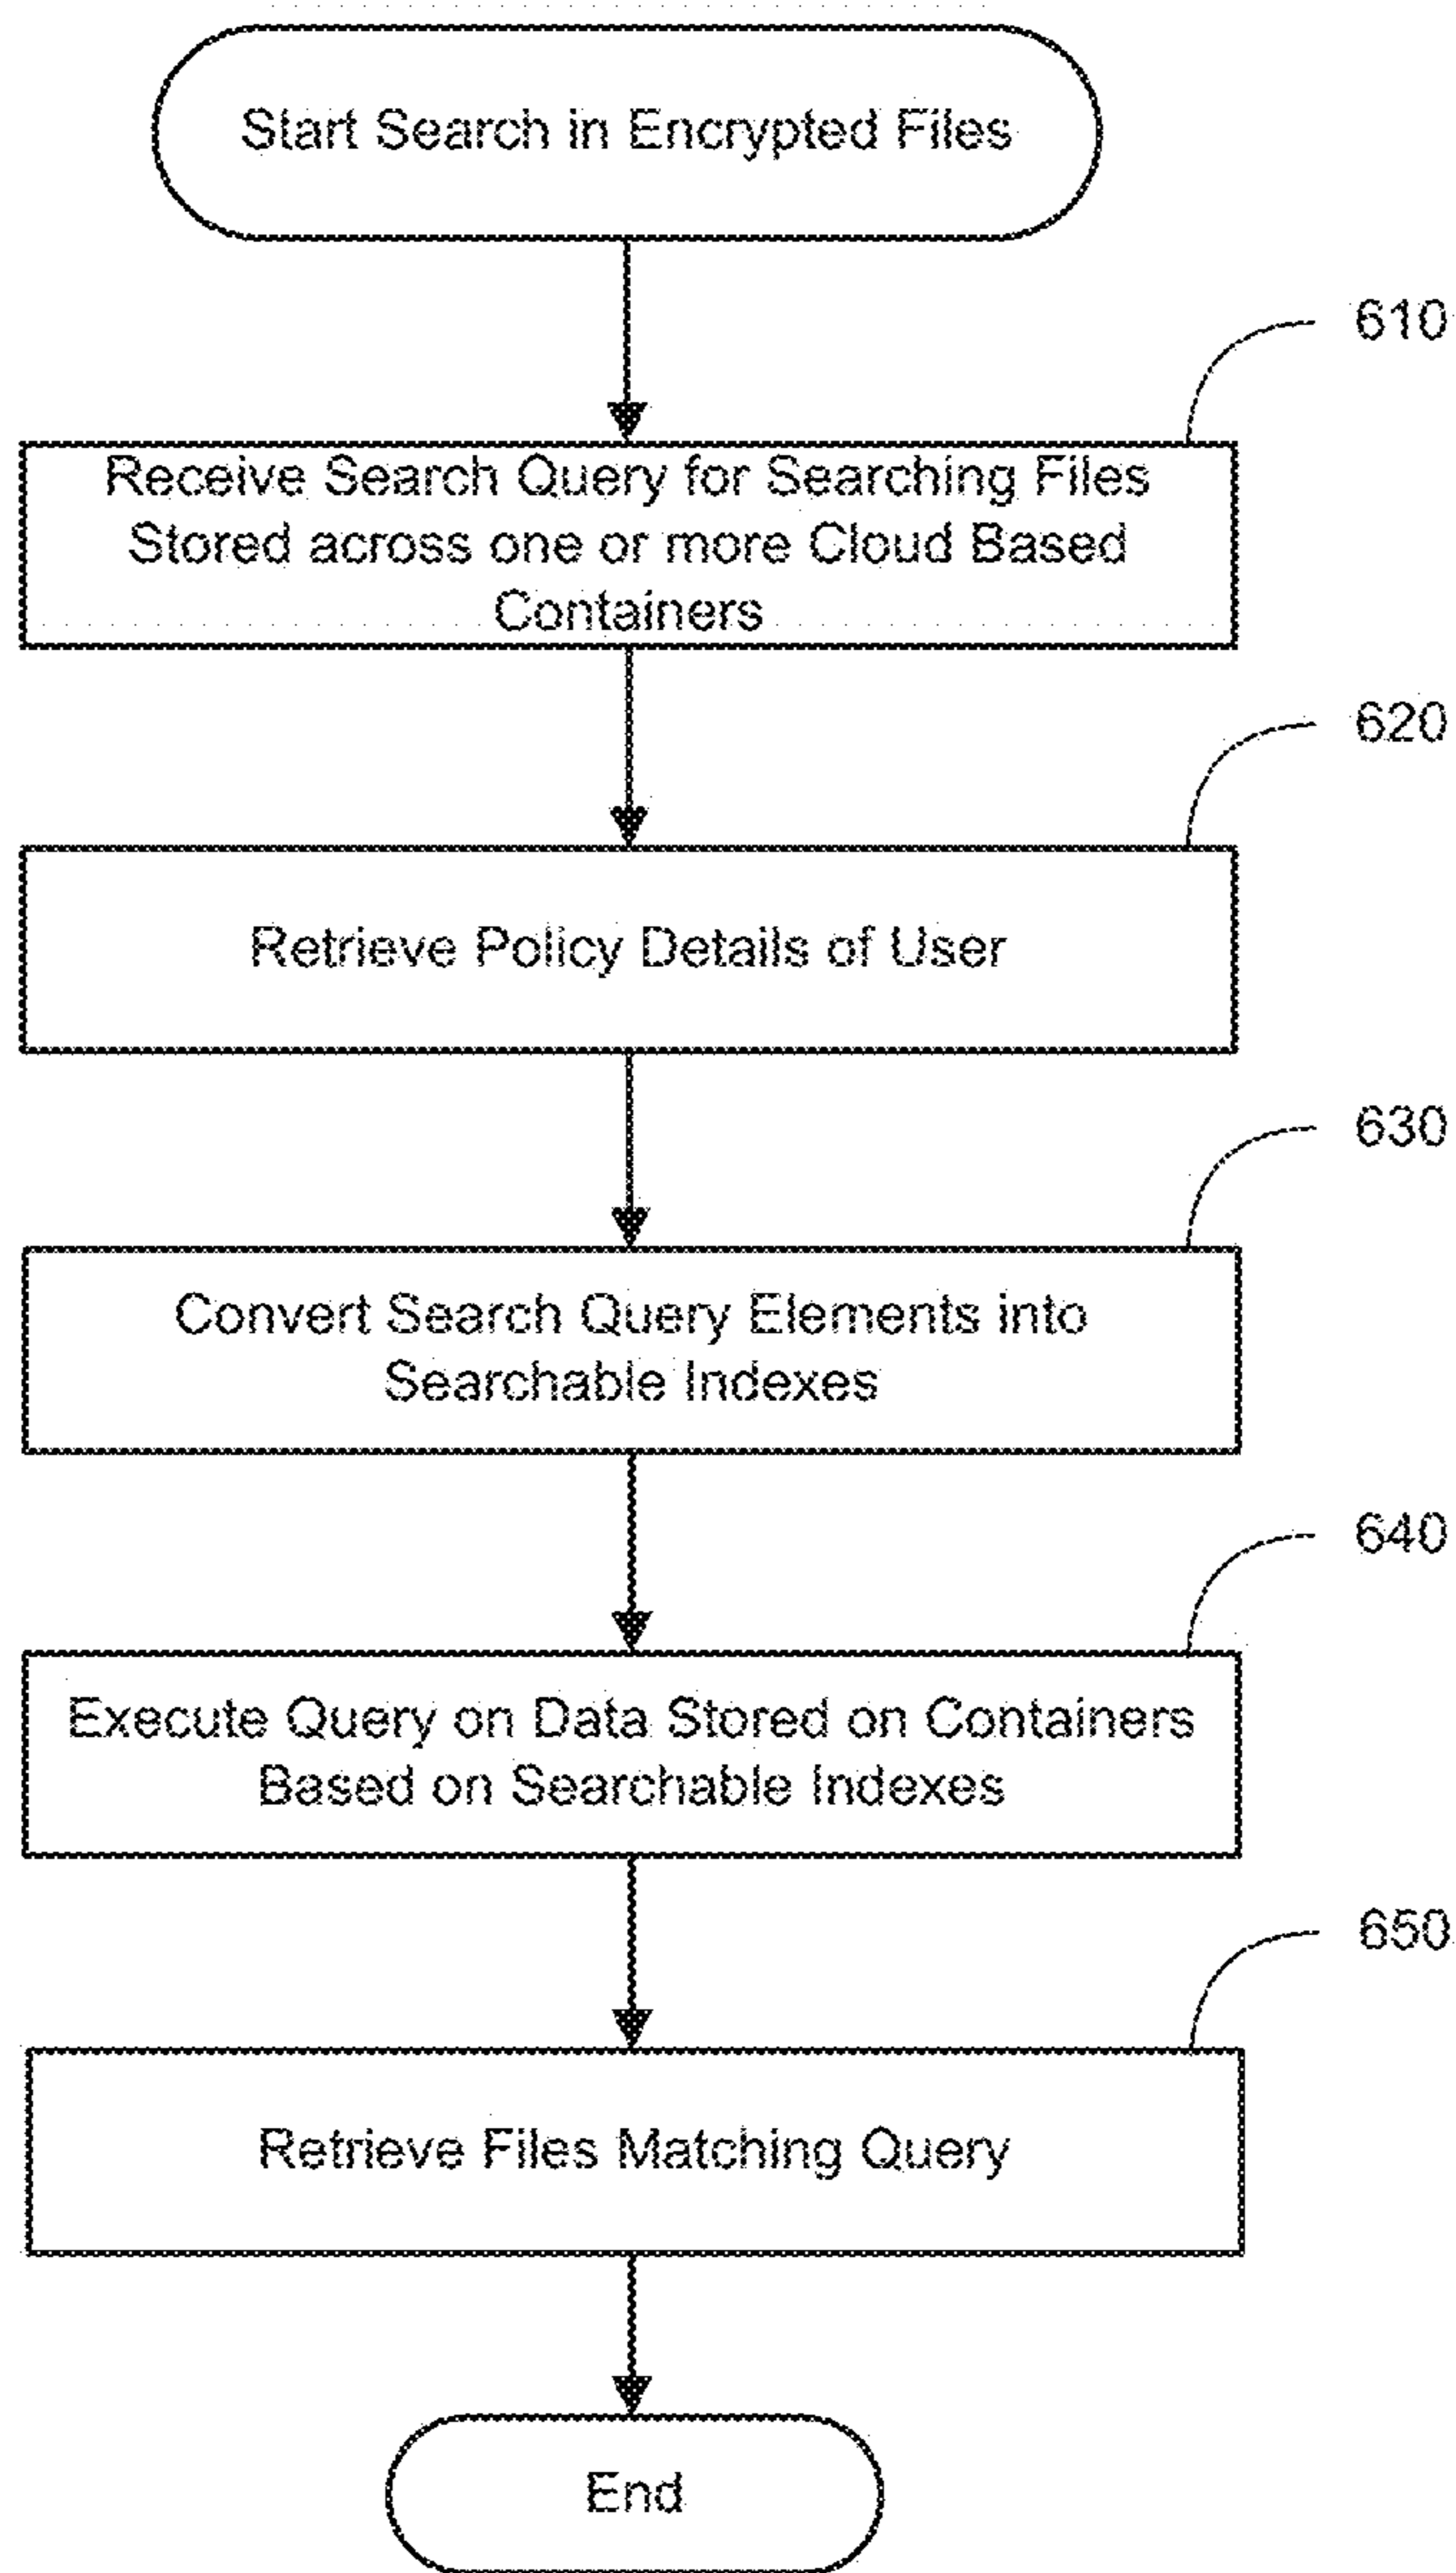 Start Search in Encrypted Files
610
Receive Search Query for Searching Files
Stored across one or more Cloud Based
Containers
620
Retrieve Policy Details of User
630
Convert Search Query Elements into
Searchable Indexes
640
Execute Query on Data Stored on Containers
Based on Searchable Indexes
650
Retrieve Files Matching Query
End